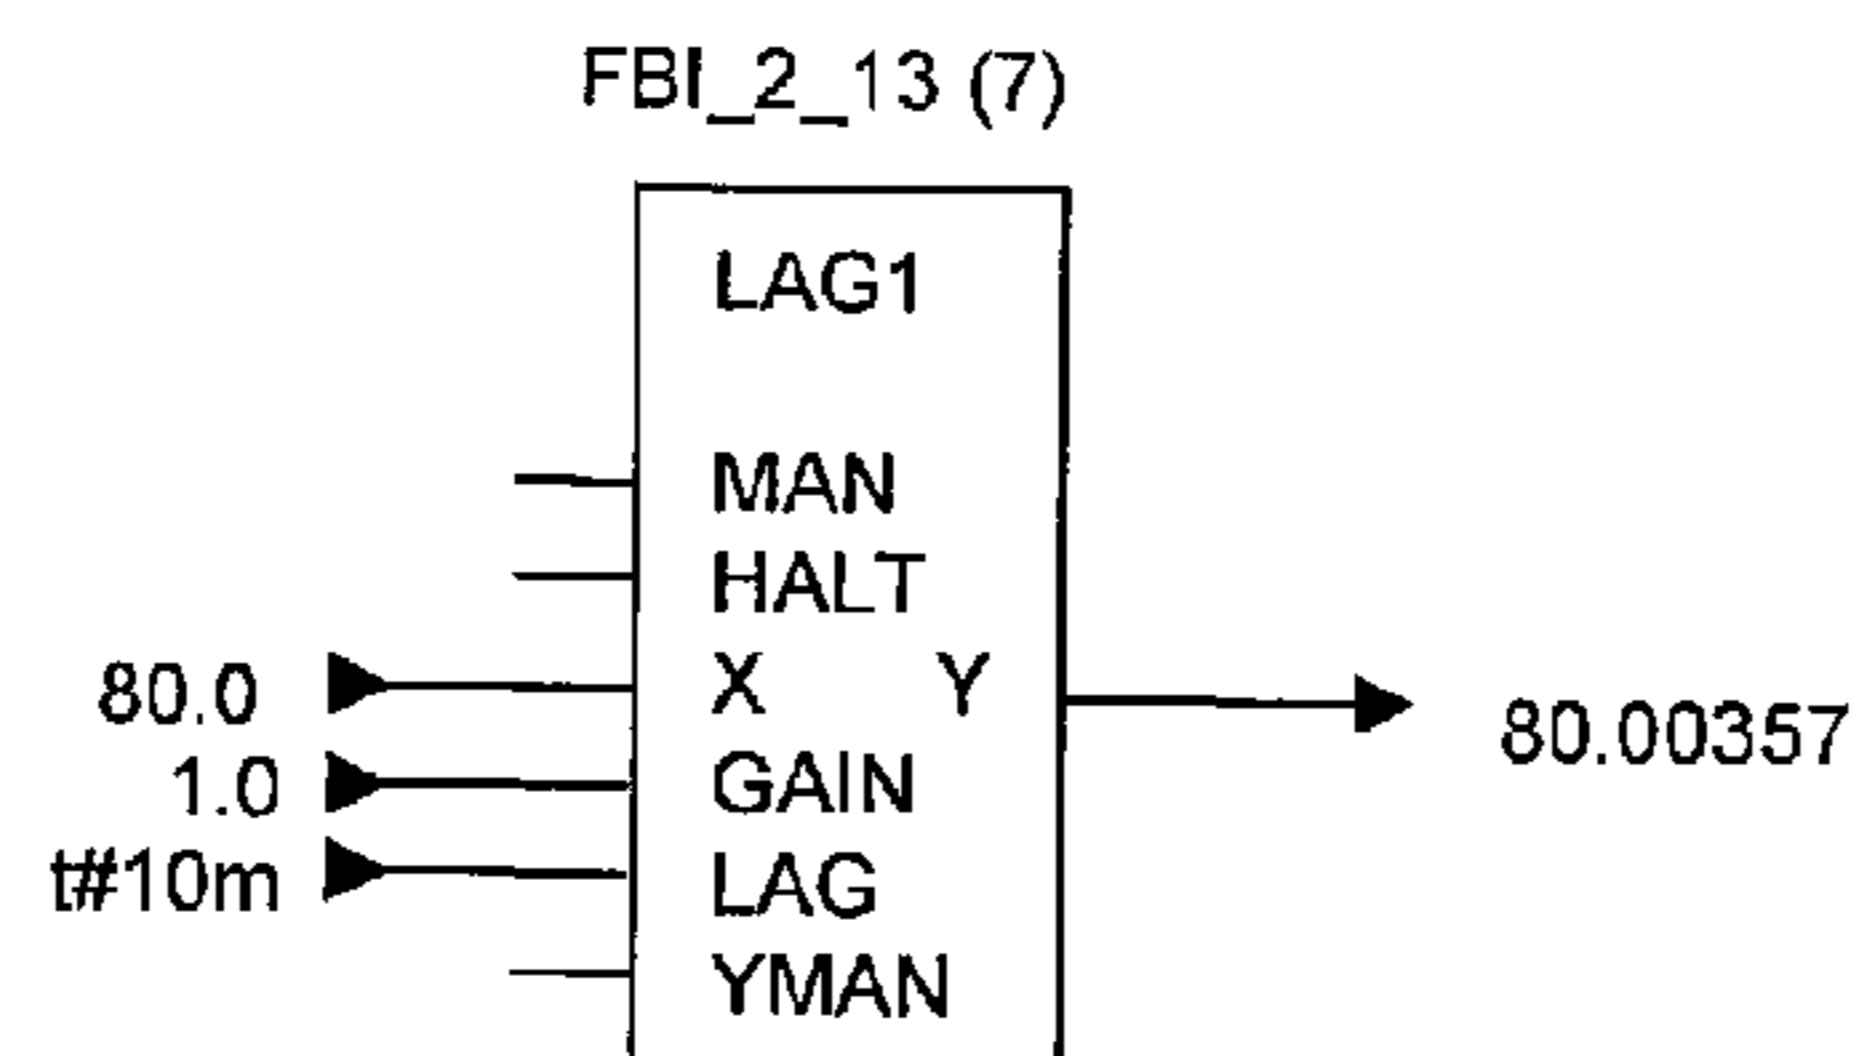 FBI_2_13 (7)
LAG1
MAN
HALT
80.0 X Y 80.00357
1.0 GAIN
t#10m LAG
YMAN